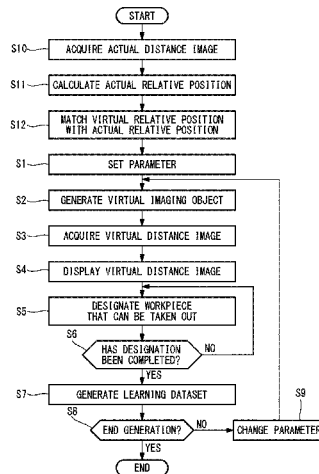 START
S10
ACQUIRE ACTUAL DISTANCE IMAGE
S11
CALCULATE ACTUAL RELATIVE POSITION
S12
MATCH VIRTUAL RELATIVE POSITION
WITH ACTUAL RELATIVE POSITION
S1
SET PARAMETER
S2
GENERATE VIRTUAL IMAGING OBJECT
S3
ACQUIRE VIRTUAL DISTANCE IMAGE
S4
DISPLAY VIRTUAL DISTANCE IMAGE
S5
DESIGNATE WORKPIECE
THAT CAN BE TAKEN OUT
S6
HAS DESIGNATION
BEEN COMPLETED?
NO
YES
S7
GENERATE LEARNING DATASET
S8
END GENERATION?
NO
S9
CHANGE PARAMETER
YES
END